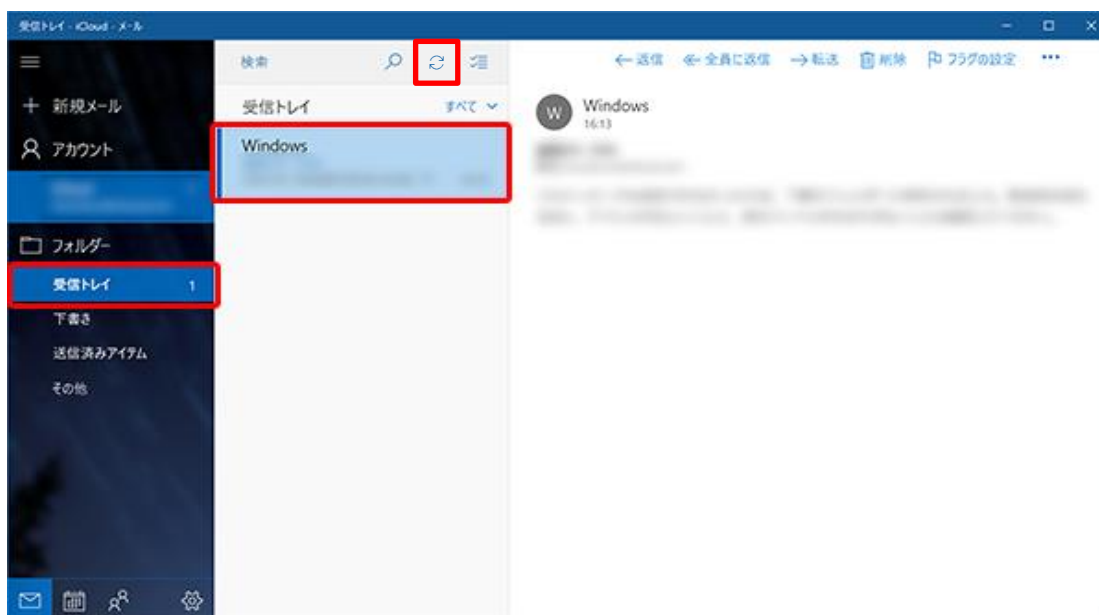 受信トレイ - iCloud - メール
検索
返信
全員に返信
転送
削除
フラグの設定
新規メール
アカウント
フォルダー
受信トレイ 1
下書き
送信済みアイテム
その他
受信トレイ すべて
Windows
W
Windows
16:13